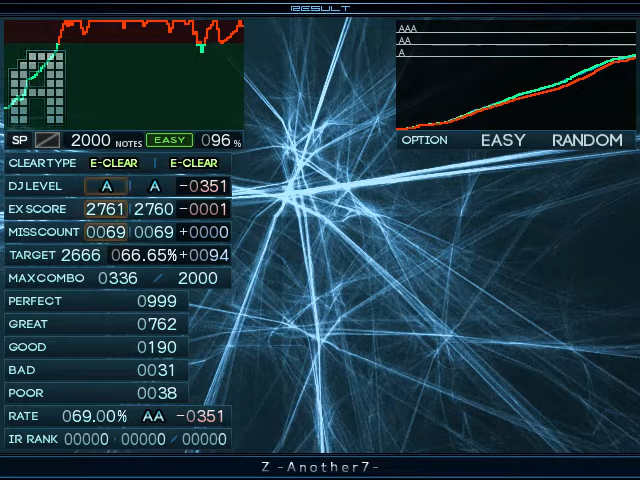 RESULT
AAA
AA
A
SP 2000 NOTES EASY 096 %
OPTION EASY RANDOM
CLEARTYPE E-CLEAR | E-CLEAR
DJ LEVEL A | A -0351
EX SCORE 2761 | 2760 -0001
MISSCOUNT 0069 | 0069 +0000
TARGET 2666 066.65% +0094
MAXCOMBO 0336 / 2000
PERFECT 0999
GREAT 0762
GOOD 0190
BAD 0031
POOR 0038
RATE 069.00% AA -0351
IR RANK 00000 · 00000 / 00000
Z -Another7-